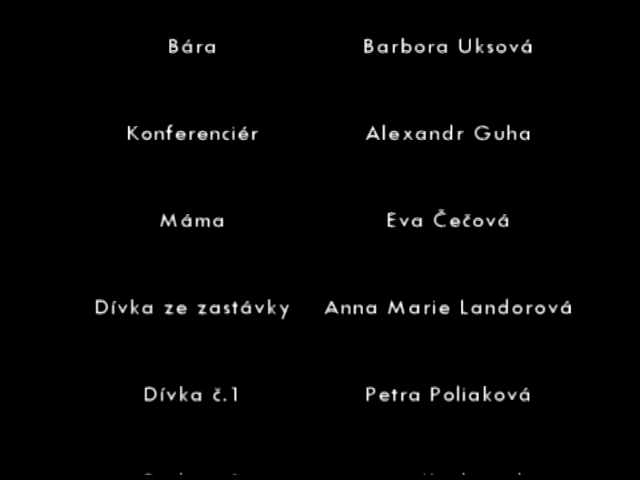 Bára Barbora Uksová
Konferenciér Alexandr Guha
Máma Eva Čečová
Dívka ze zastávky Anna Marie Landorová
Dívka č.1 Petra Poliaková